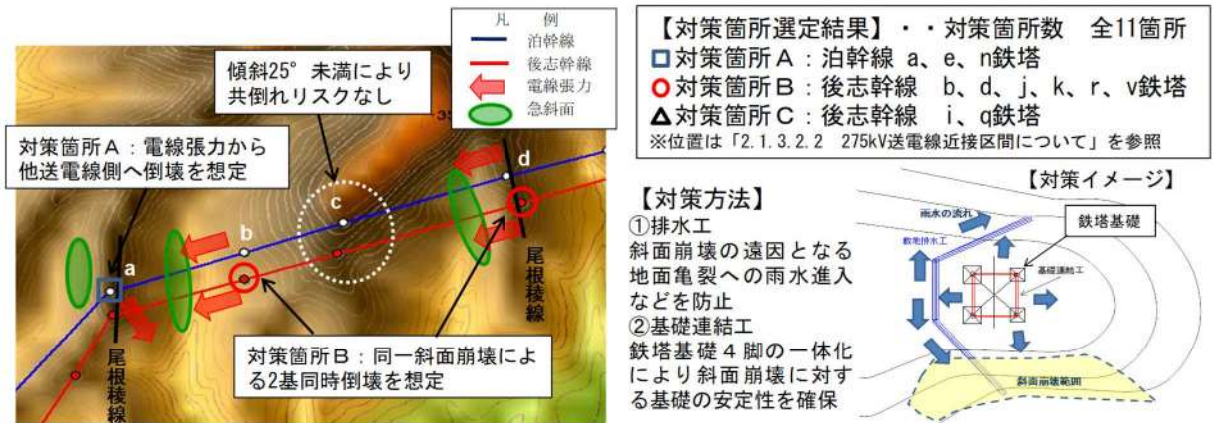 凡 例
泊幹線
後志幹線
電線張力
急斜面
傾斜25°未満により
共倒れリスクなし
対策箇所A：電線張力から
他送電線側へ倒壊を想定
35
a
b
c
d
尾根稜線
尾根稜線
対策箇所B：同一斜面崩壊によ
る2基同時倒壊を想定
【対策箇所選定結果】・・対策箇所数 全11箇所
対策箇所A：泊幹線 a、e、n鉄塔
対策箇所B：後志幹線 b、d、j、k、r、v鉄塔
対策箇所C：後志幹線 i、q鉄塔
※位置は「2.1.3.2.2 275kV送電線近接区間について」を参照
【対策方法】
①排水工
斜面崩壊の遠因となる
地面亀裂への雨水進入
などを防止
②基礎連結工
鉄塔基礎４脚の一体化
により斜面崩壊に対す
る基礎の安定性を確保
【対策イメージ】
雨水の流れ
鉄塔基礎
敷地排水工
基礎連結工
斜面崩壊範囲